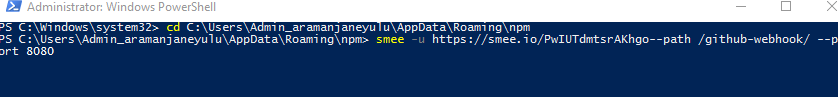 Administrator: Windows PowerShell
PS C:\Windows\system32> cd C:\Users\Admin_aramanjaneyulu\AppData\Roaming\npm
PS C:\Users\Admin_aramanjaneyulu\AppData\Roaming\npm> smee -u https://smee.io/PwIUTdmtsrAKhgo--path /github-webhook/ --p
ort 8080